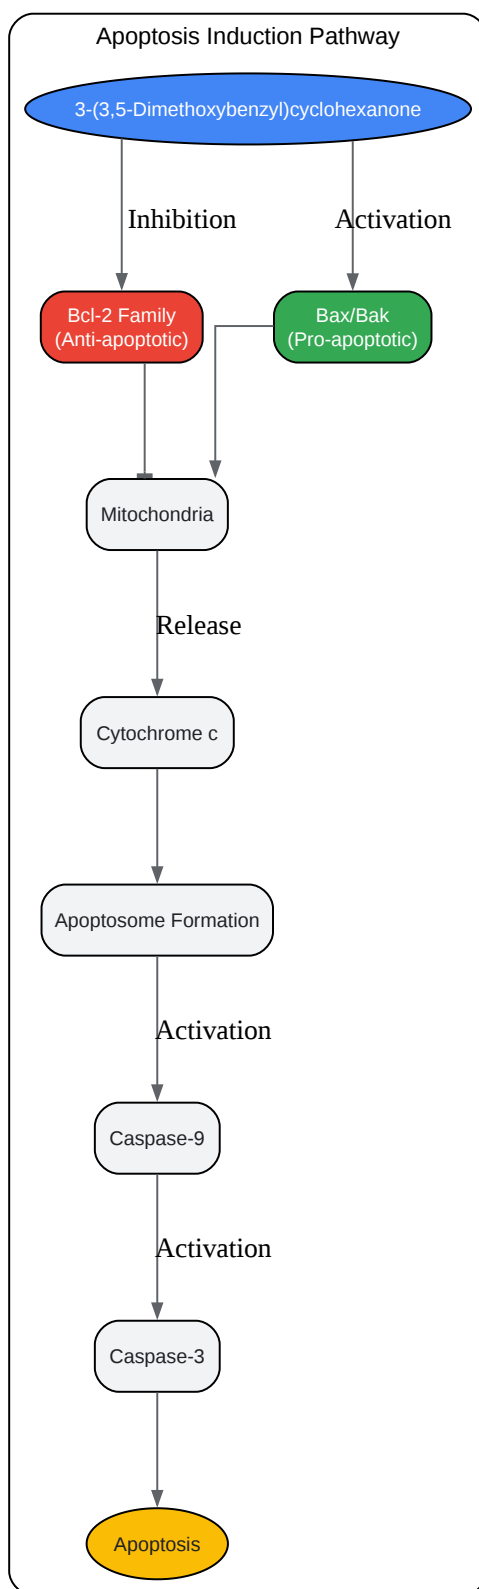 Apoptosis Induction Pathway
3-(3,5-Dimethoxybenzyl)cyclohexanone
Inhibition
Activation
Bcl-2 Family
(Anti-apoptotic)
Bax/Bak
(Pro-apoptotic)
Mitochondria
Release
Cytochrome c
Apoptosome Formation
Activation
Caspase-9
Activation
Caspase-3
Apoptosis